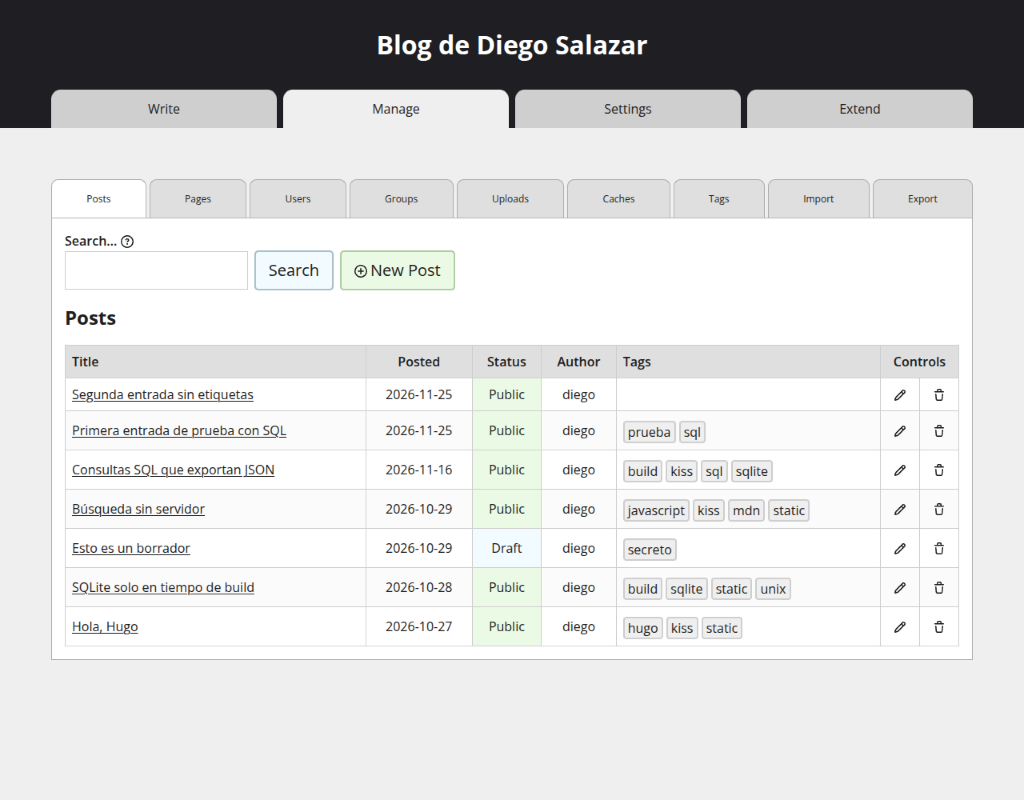 Blog de Diego Salazar
Write Manage Settings Extend
Posts Pages Users Groups Uploads Caches Tags Import Export
Search... ?
Search New Post
Posts
Title Posted Status Author Tags Controls
Segunda entrada sin etiquetas 2026-11-25 Public diego
Primera entrada de prueba con SQL 2026-11-25 Public diego prueba sql
Consultas SQL que exportan JSON 2026-11-16 Public diego build kiss sql sqlite
Búsqueda sin servidor 2026-10-29 Public diego javascript kiss mdn static
Esto es un borrador 2026-10-29 Draft diego secreto
SQLite solo en tiempo de build 2026-10-28 Public diego build sqlite static unix
Hola, Hugo 2026-10-27 Public diego hugo kiss static